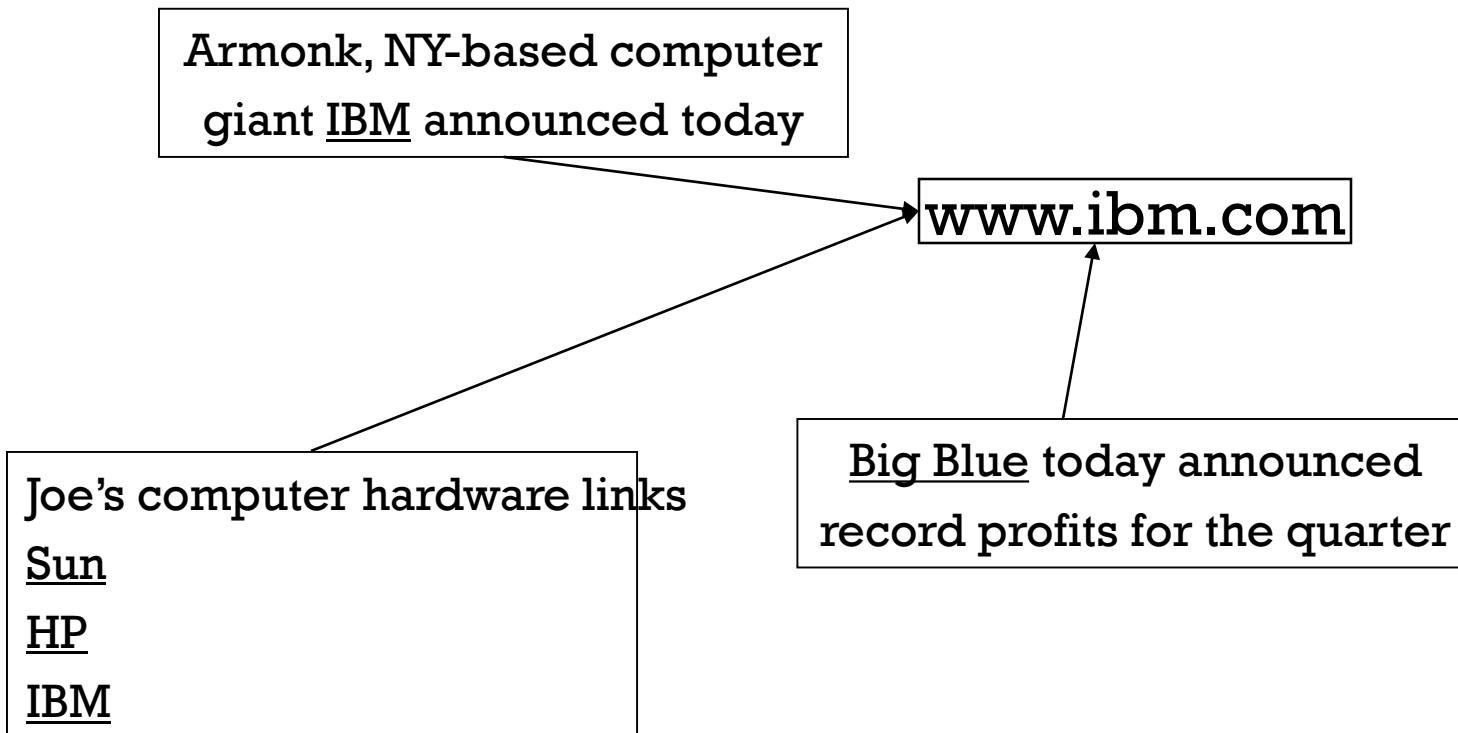 Armonk, NY-based computer
giant IBM announced today
www.ibm.com
Joe’s computer hardware links
Sun
HP
IBM
Big Blue today announced
record profits for the quarter